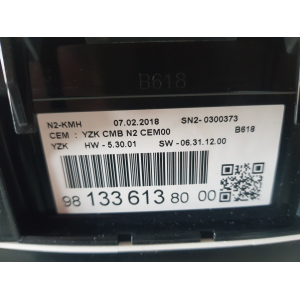 B618
N2-KMH 07.02.2018 SN2- 0300373
CEM : YZK CMB N2 CEM00 B618
YZK HW - 5.30.01 SW -06.31.12.00
98 133 613 80 00